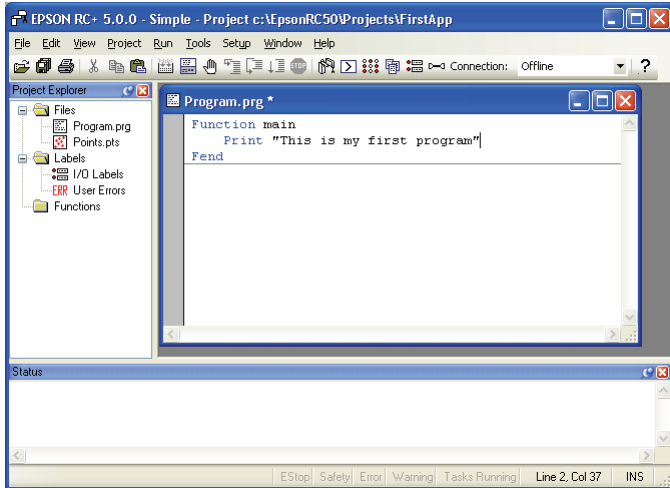 EPSON RC+ 5.0.0 - Simple - Project c:\EpsonRC50\Projects\FirstApp
File Edit View Project Run Tools Setup Window Help
Connection: Offline
Project Explorer
Files
Program.prg
Points.pts
Labels
I/O Labels
ERR User Errors
Functions
Program.prg *
Function main
Print "This is my first program"
Fend
Status
EStop Safety Error Warning Tasks Running Line 2, Col 37 INS